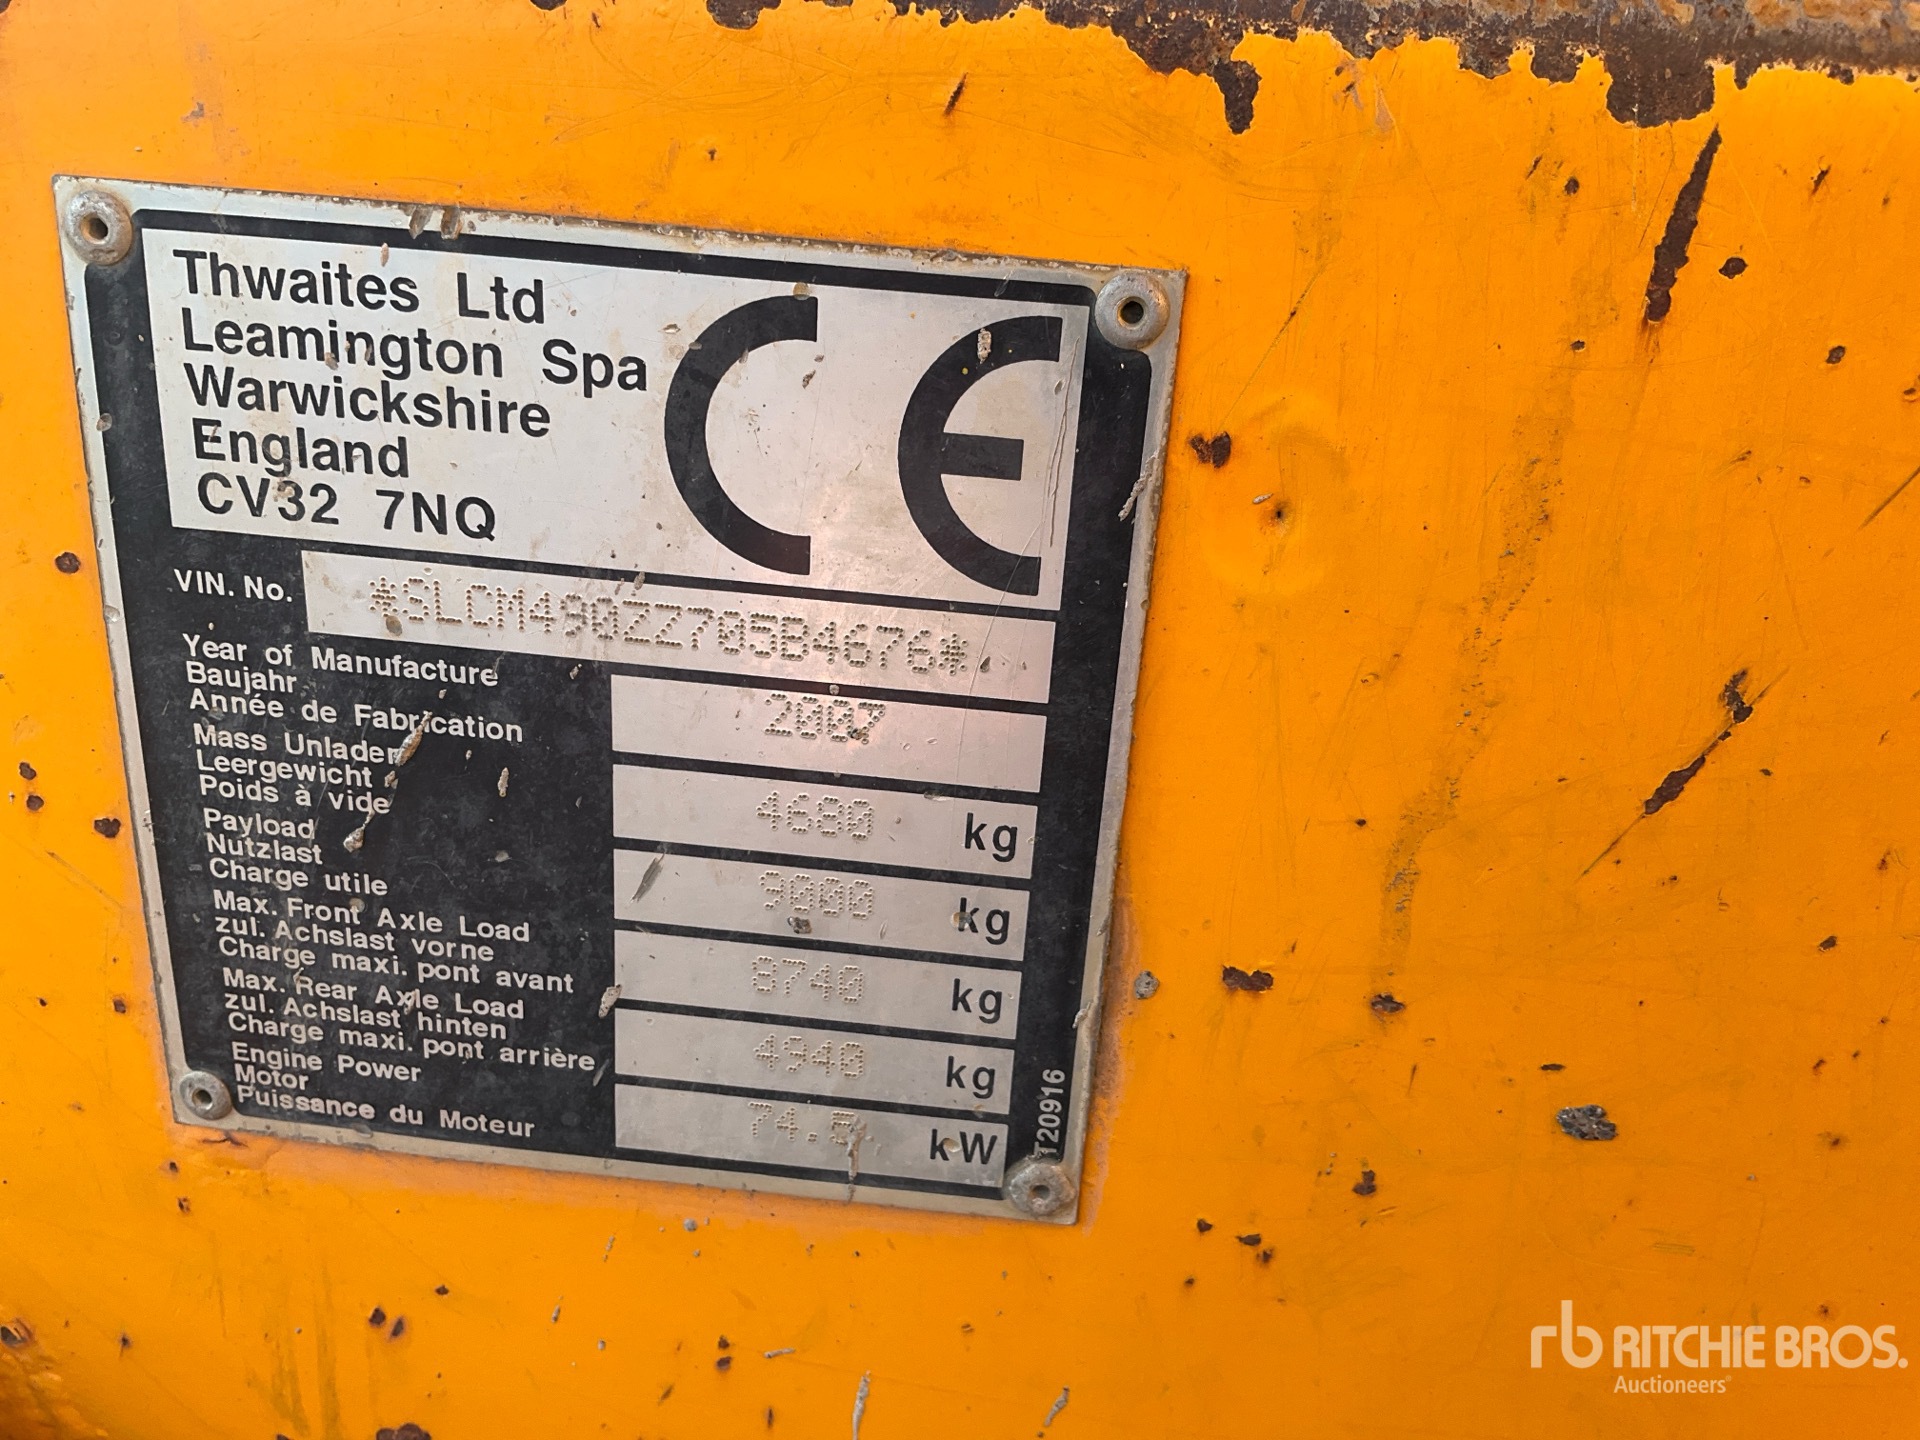 Thwaites Ltd
Leamington Spa
Warwickshire
England
CV32 7NQ
CE
VIN. No. *SLCM490ZZ705B4676*
Year of Manufacture
Baujahr
Année de Fabrication
2007
Mass Unladen
Leergewicht
Poids à vide
4680 kg
Payload
Nutzlast
Charge utile
9000 kg
Max. Front Axle Load
zul. Achslast vorne
Charge maxi. pont avant
8740 kg
Max. Rear Axle Load
zul. Achslast hinten
Charge maxi. pont arrière
4940 kg
Engine Power
Motor
Puissance du Moteur
74.5 kW
T20916
rb RITCHIE BROS.
Auctioneers